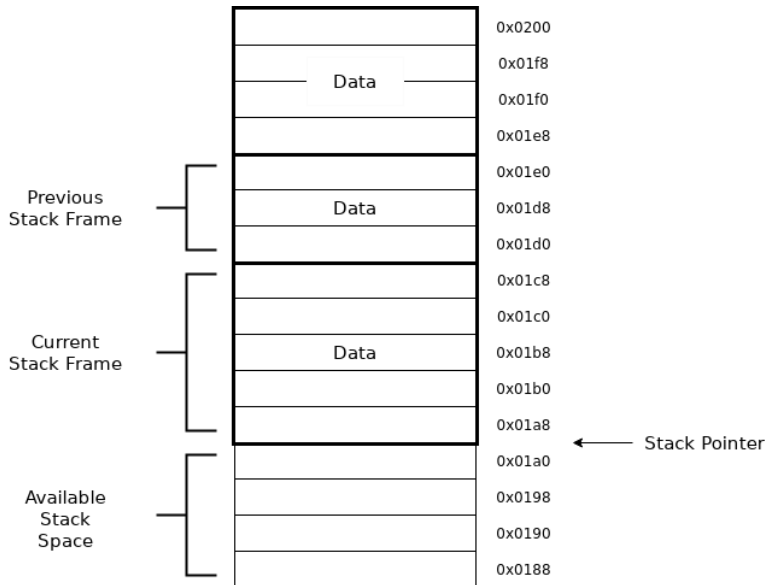 0x0200
0x01f8
Data
0x01f0
0x01e8
0x01e0
Previous
Stack Frame
Data
0x01d8
0x01d0
0x01c8
0x01c0
Current
Stack Frame
Data
0x01b8
0x01b0
0x01a8
Stack Pointer
0x01a0
Available
Stack
Space
0x0198
0x0190
0x0188